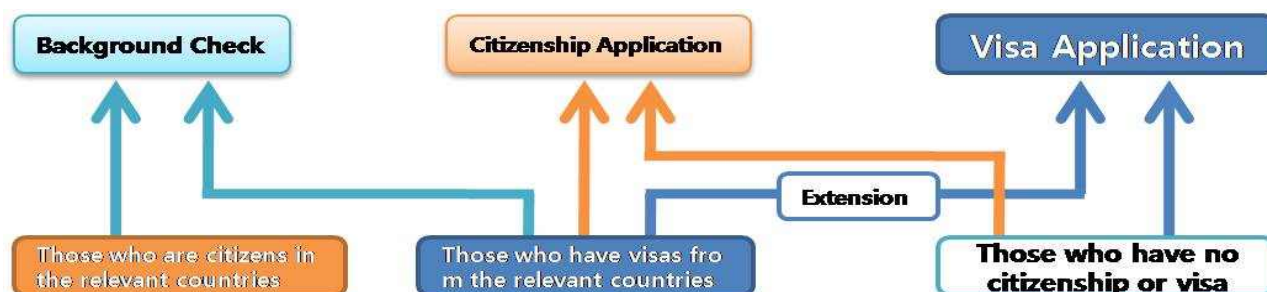 Background Check
Citizenship Application
Visa Application
Extension
Those who are citizens in
the relevant countries
Those who have visas fro
m the relevant countries
Those who have no
citizenship or visa